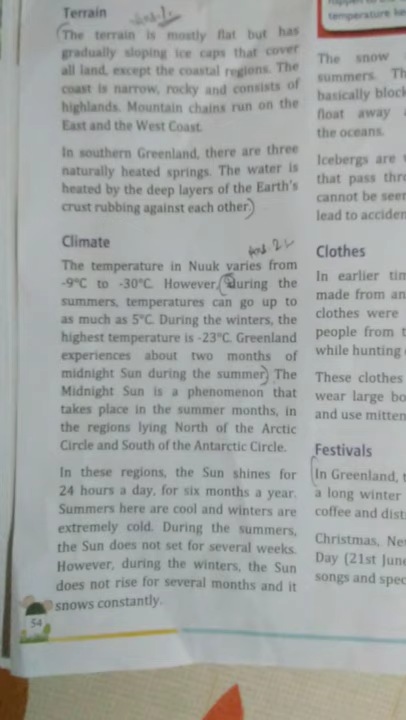 Terrain
Ans 1.
(The terrain is mostly flat but has
gradually sloping ice caps that cover
all land, except the coastal regions. The
coast is narrow, rocky and consists of
highlands. Mountain chains run on the
East and the West Coast.
In southern Greenland, there are three
naturally heated springs. The water is
heated by the deep layers of the Earth's
crust rubbing against each other.)
Climate
Ans 2.
The temperature in Nuuk varies from
-9°C to -30°C. However, (during the
summers, temperatures can go up to
as much as 5°C. During the winters, the
highest temperature is -23°C. Greenland
experiences about two months of
midnight Sun during the summer.) The
Midnight Sun is a phenomenon that
takes place in the summer months, in
the regions lying North of the Arctic
Circle and South of the Antarctic Circle.
In these regions, the Sun shines for
24 hours a day, for six months a year.
Summers here are cool and winters are
extremely cold. During the summers,
the Sun does not set for several weeks.
However, during the winters, the Sun
does not rise for several months and it
snows constantly.
54
temperature
The snow
summers.
basically
float away
the oceans.
Icebergs are
that pass
cannot be
lead to
Clothes
In earlier
made from
clothes were
people from
while hunting
These clothes
wear large
and use
Festivals
(In Greenland,
a long winter
coffee and
Christmas,
Day (21st June
songs and